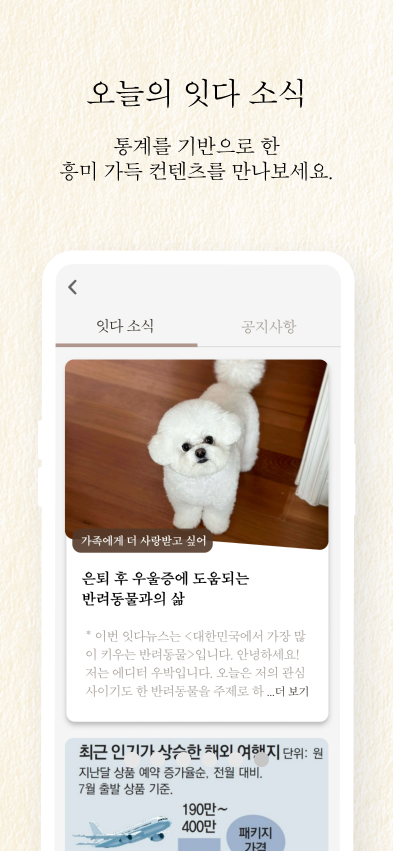 오늘의 잇다 소식
통계를 기반으로 한
흥미 가득 컨텐츠를 만나보세요.
잇다 소식
공지사항
가족에게 더 사랑받고 싶어
은퇴 후 우울증에 도움되는
반려동물과의 삶
* 이번 잇다뉴스는 <대한민국에서 가장 많
이 키우는 반려동물>입니다. 안녕하세요!
저는 에디터 우박입니다. 오늘은 저의 관심
사이기도 한 반려동물을 주제로 하 ...더 보기
최근 인기가 상승한 해외 여행지 단위: 원
지난달 상품 예약 증가율순, 전월 대비.
7월 출발 상품 기준.
190만~
400만
패키지
가격